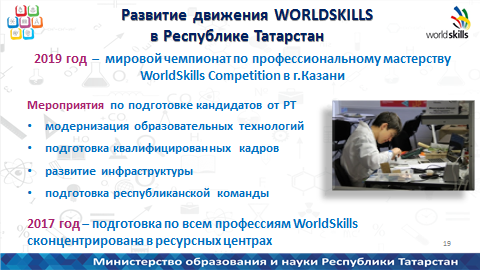 Развитие движения WORLDSKILLS
в Республике Татарстан
worldskills
2019 год – мировой чемпионат по профессиональному мастерству
WorldSkills Competition в г.Казани
Мероприятия по подготовке кандидатов от РТ
• модернизация образовательных технологий
• подготовка квалифицированных кадров
• развитие инфраструктуры
• подготовка республиканской команды
2017 год – подготовка по всем профессиям WorldSkills
сконцентрирована в ресурсных центрах
19
Министерство образования и науки Республики Татарстан